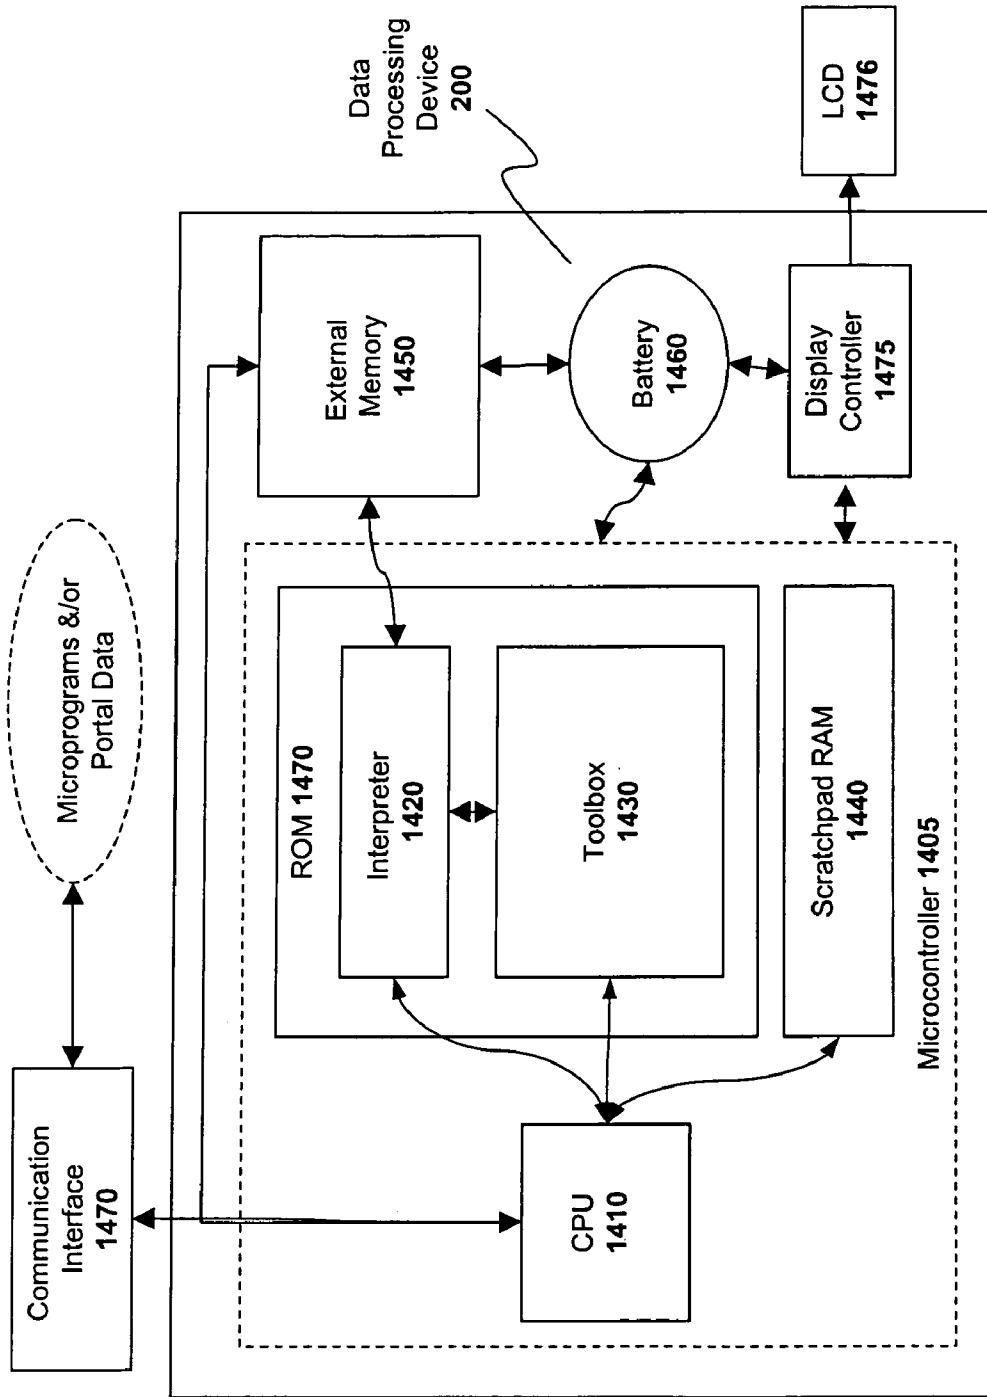 Communication
Interface
1470
Microprograms &/or
Portal Data
Data
Processing
Device
200
External
Memory
1450
Battery
1460
Display
Controller
1475
LCD
1476
ROM 1470
Interpreter
1420
Toolbox
1430
Scratchpad RAM
1440
CPU
1410
Microcontroller 1405